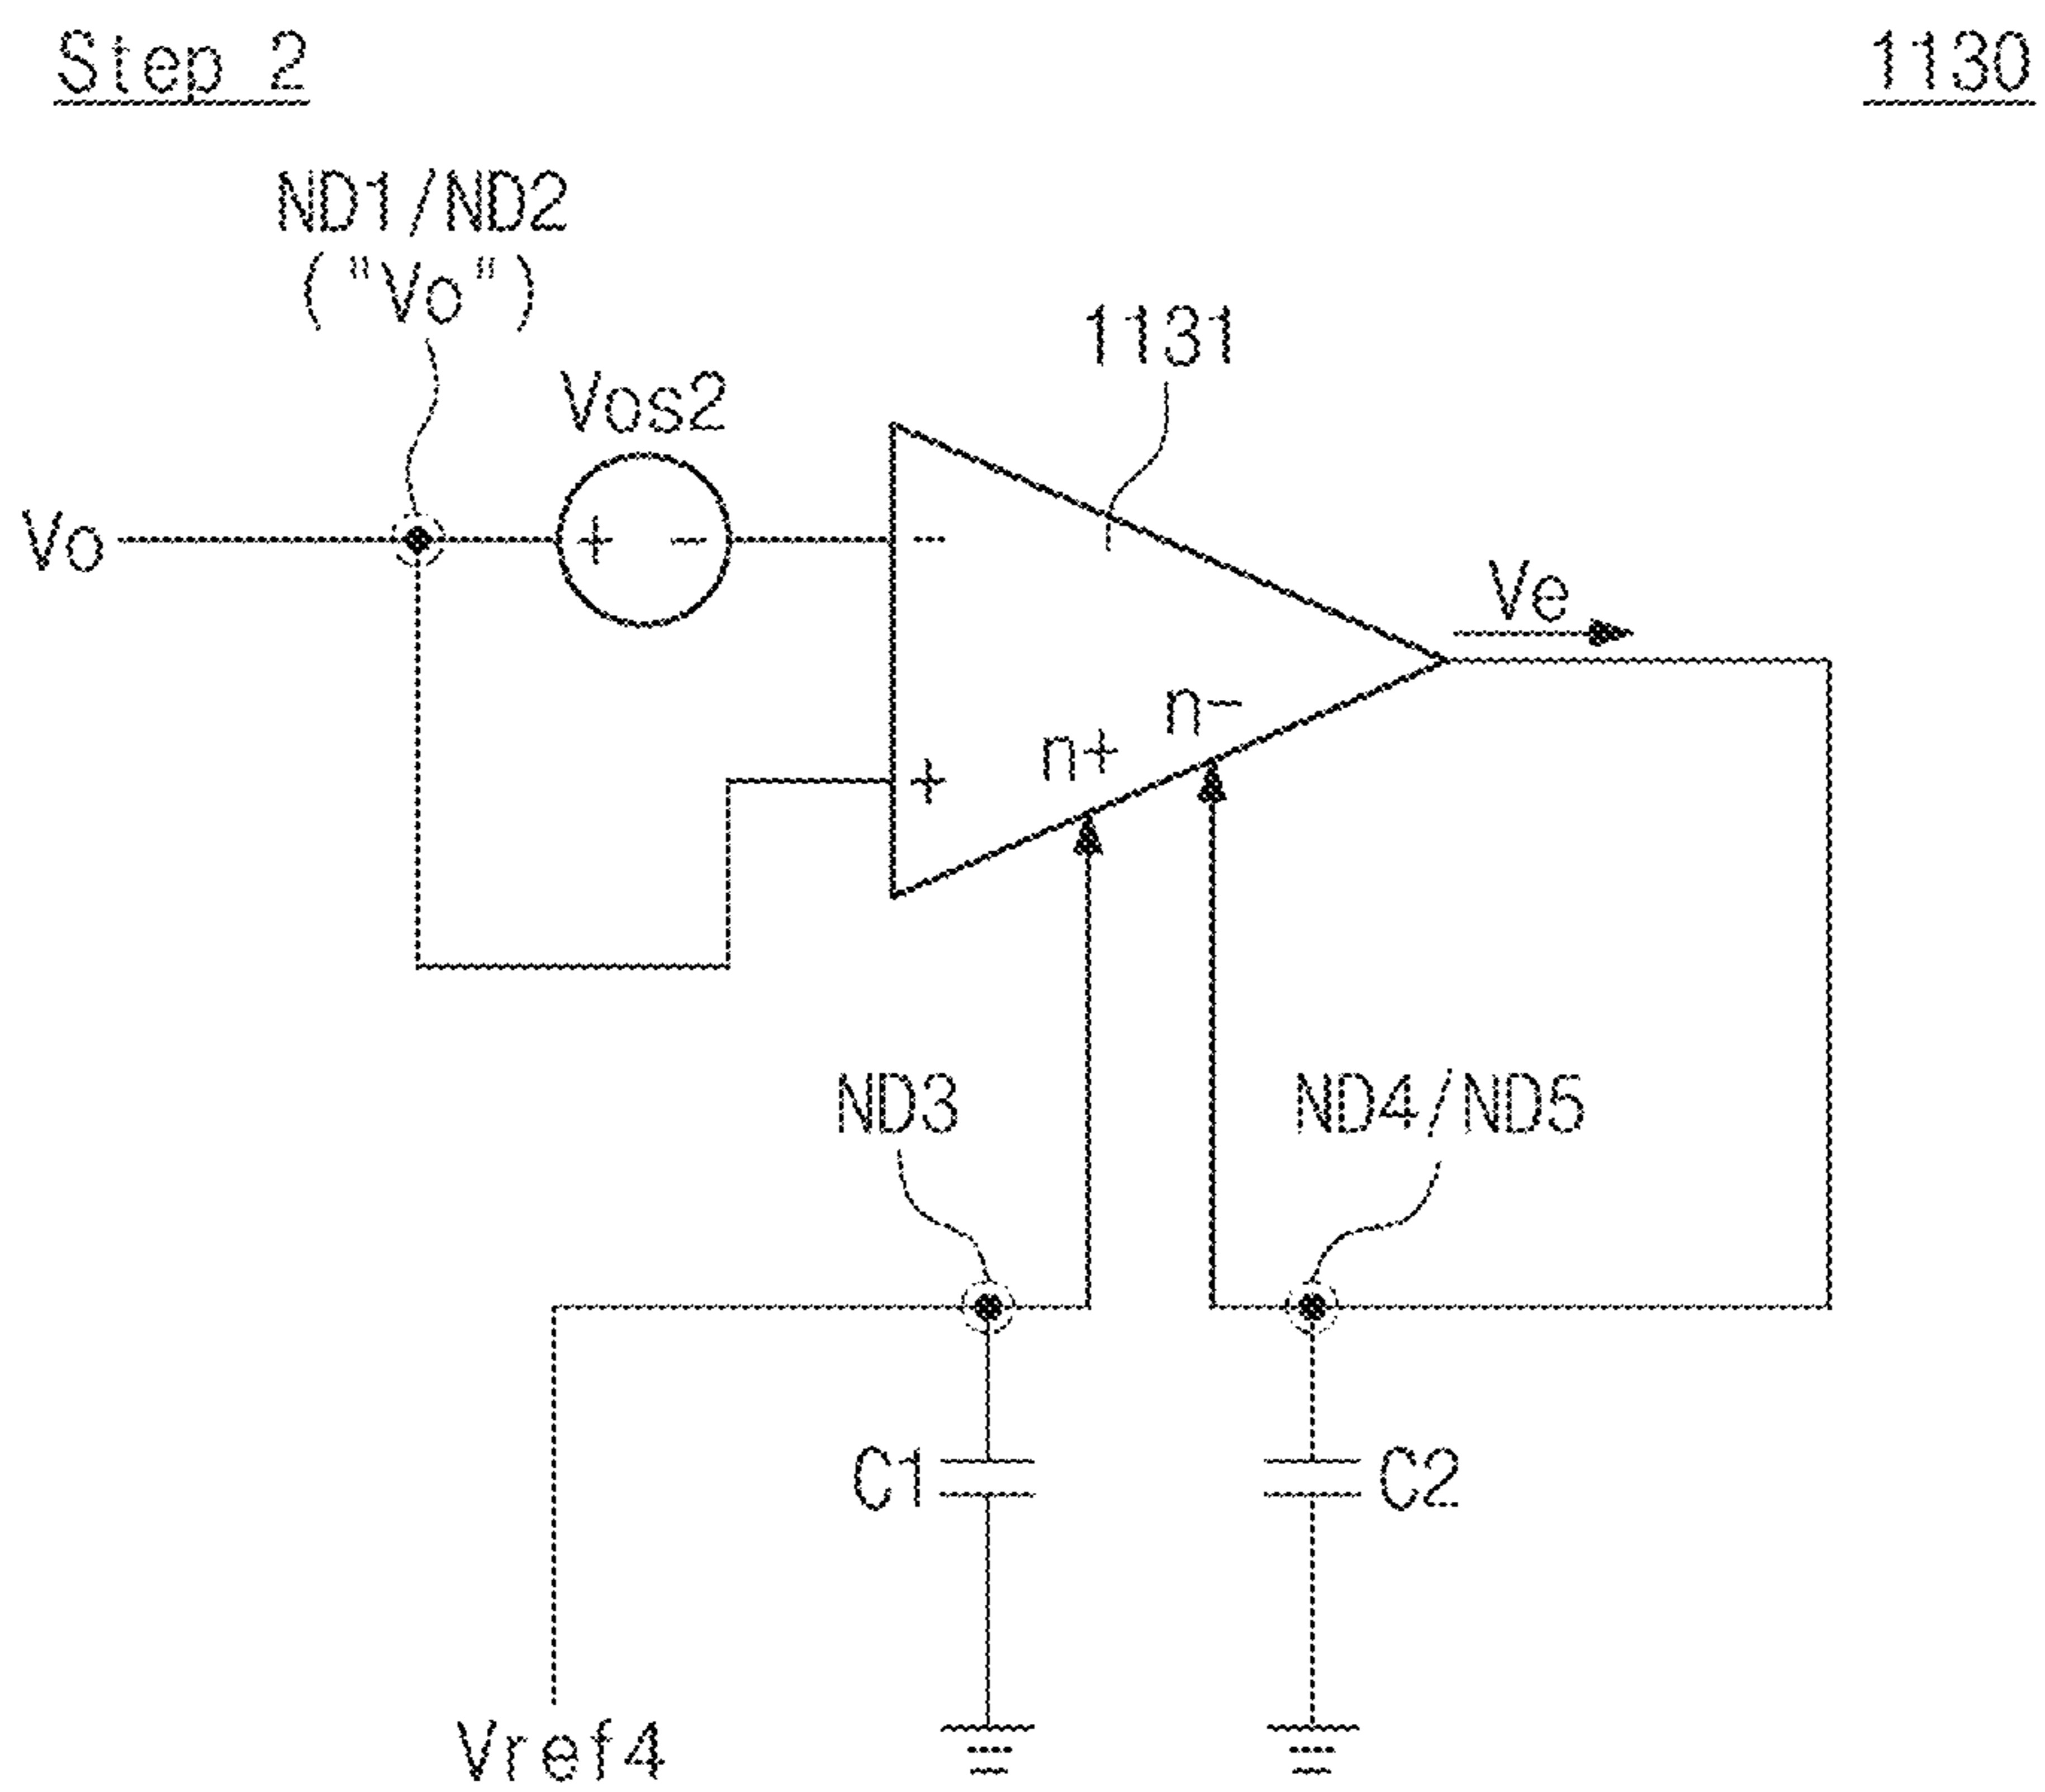 Step 2
1130
ND1/ND2
("Vo")
1131
Vos2
Vo
+ -
-
Ve
n-
n+
+
ND3
ND4/ND5
C1
C2
Vref4